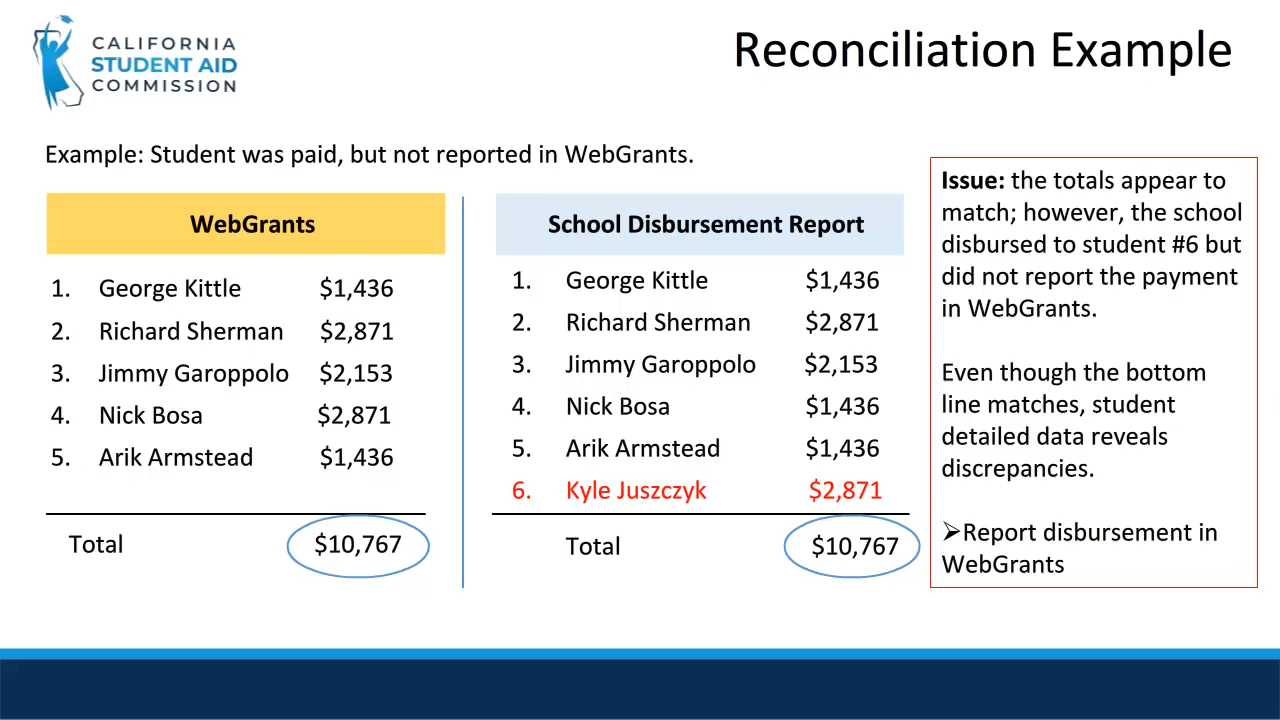 CALIFORNIA
STUDENT AID
COMMISSION
Reconciliation Example
Example: Student was paid, but not reported in WebGrants.
WebGrants
1. George Kittle $1,436
2. Richard Sherman $2,871
3. Jimmy Garoppolo $2,153
4. Nick Bosa $2,871
5. Arik Armstead $1,436
Total $10,767
School Disbursement Report
1. George Kittle $1,436
2. Richard Sherman $2,871
3. Jimmy Garoppolo $2,153
4. Nick Bosa $1,436
5. Arik Armstead $1,436
6. Kyle Juszczyk $2,871
Total $10,767
Issue: the totals appear to
match; however, the school
disbursed to student #6 but
did not report the payment
in WebGrants.
Even though the bottom
line matches, student
detailed data reveals
discrepancies.
➢Report disbursement in
WebGrants